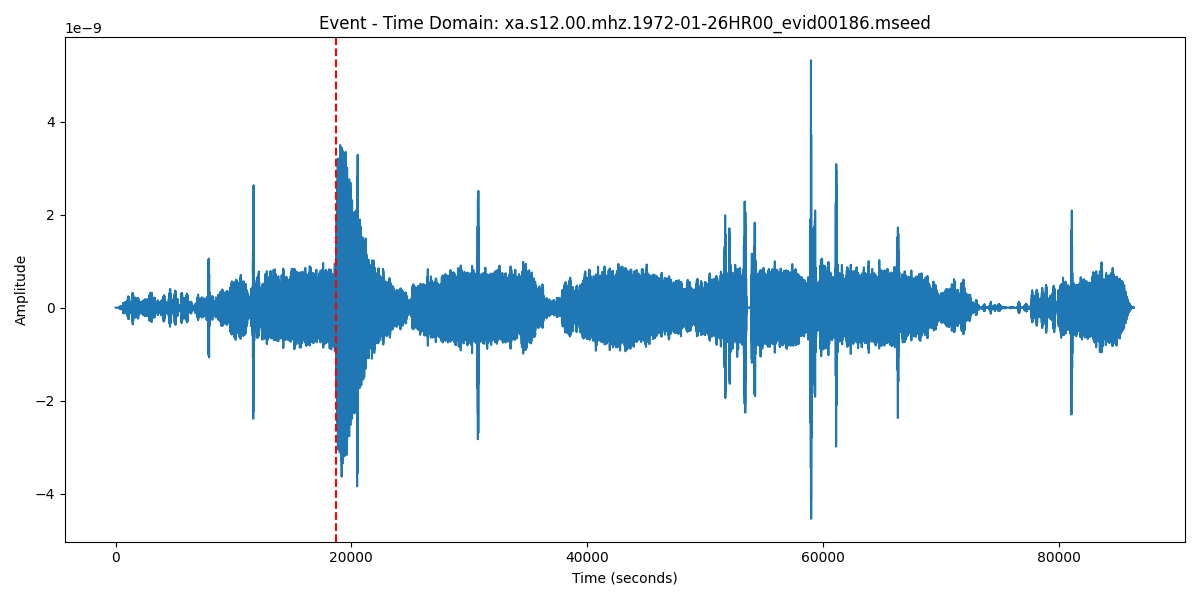 Event - Time Domain: xa.s12.00.mhz.1972-01-26HR00_evid00186.mseed
1e−9
4
2
0
−2
−4
Amplitude
0 20000 40000 60000 80000
Time (seconds)